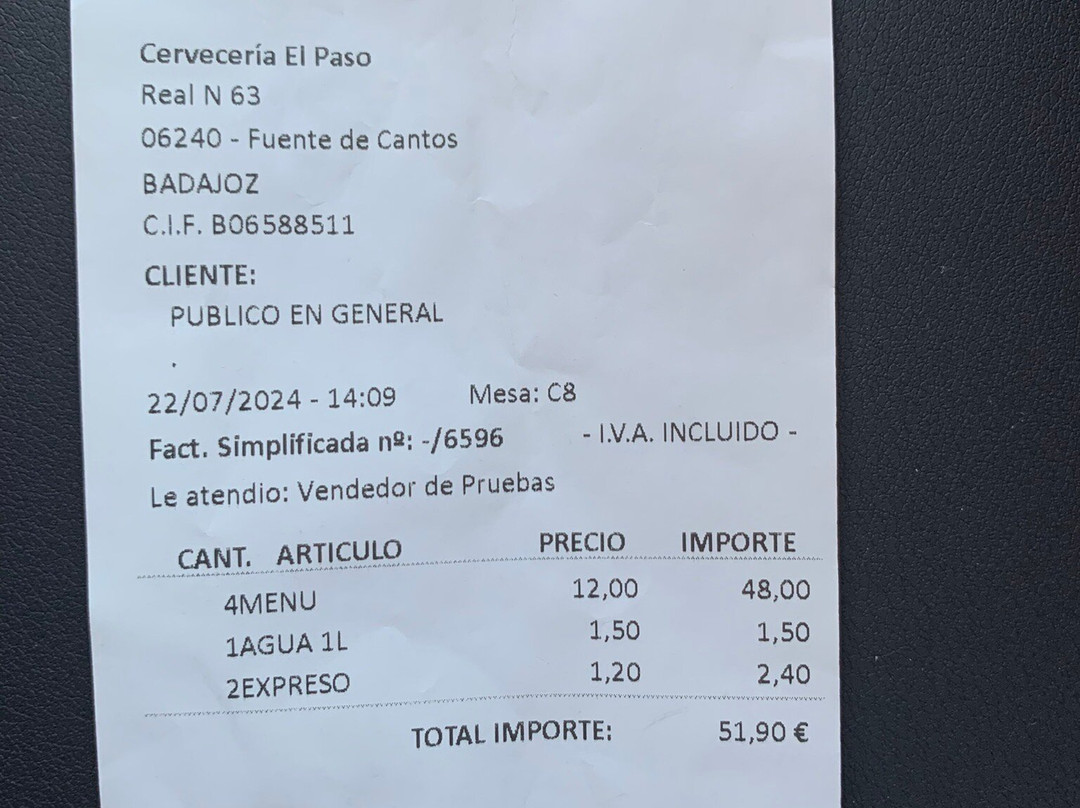 Cervecería El Paso
Real N 63
06240 - Fuente de Cantos
BADAJOZ
C.I.F. B06588511
CLIENTE:
PUBLICO EN GENERAL
.
22/07/2024 - 14:09 Mesa: C8
Fact. Simplificada nº: -/6596 - I.V.A. INCLUIDO -
Le atendio: Vendedor de Pruebas
CANT. ARTICULO PRECIO IMPORTE
4MENU 12,00 48,00
1AGUA 1L 1,50 1,50
2EXPRESO 1,20 2,40
TOTAL IMPORTE: 51,90 €